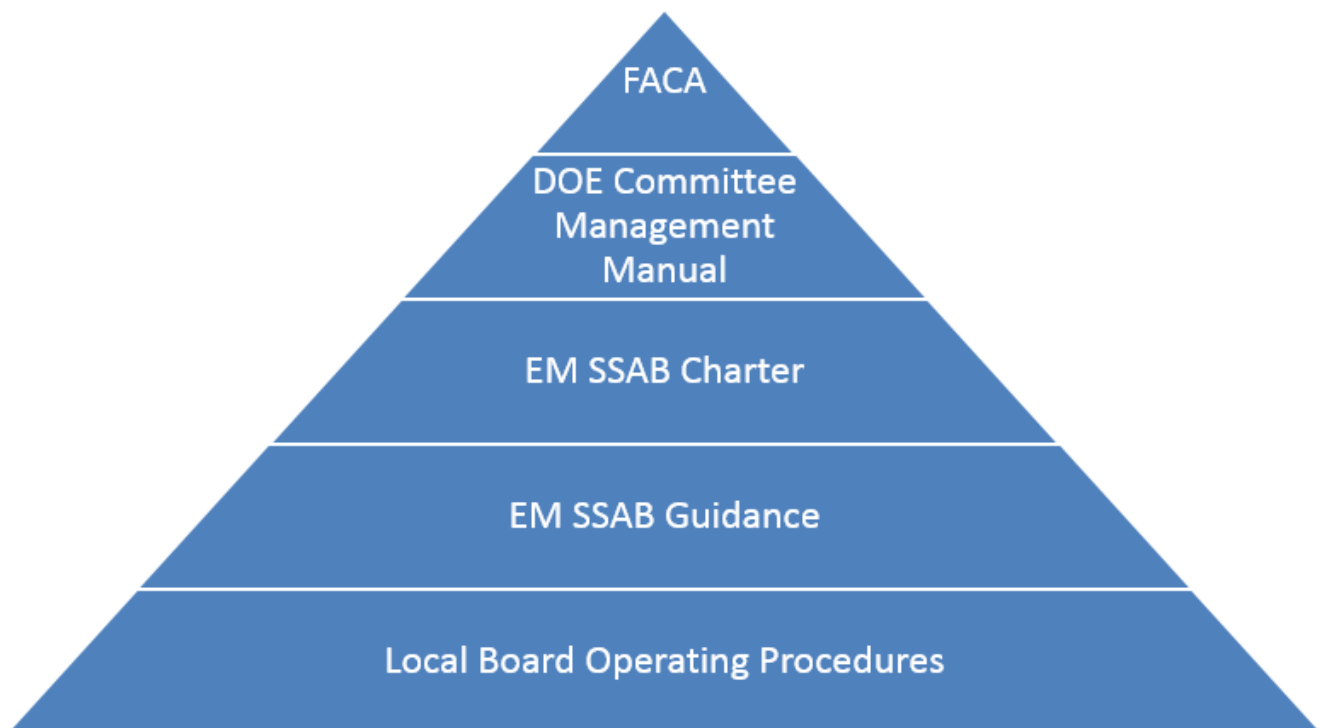 FACA
DOE Committee
Management
Manual
EM SSAB Charter
EM SSAB Guidance
Local Board Operating Procedures